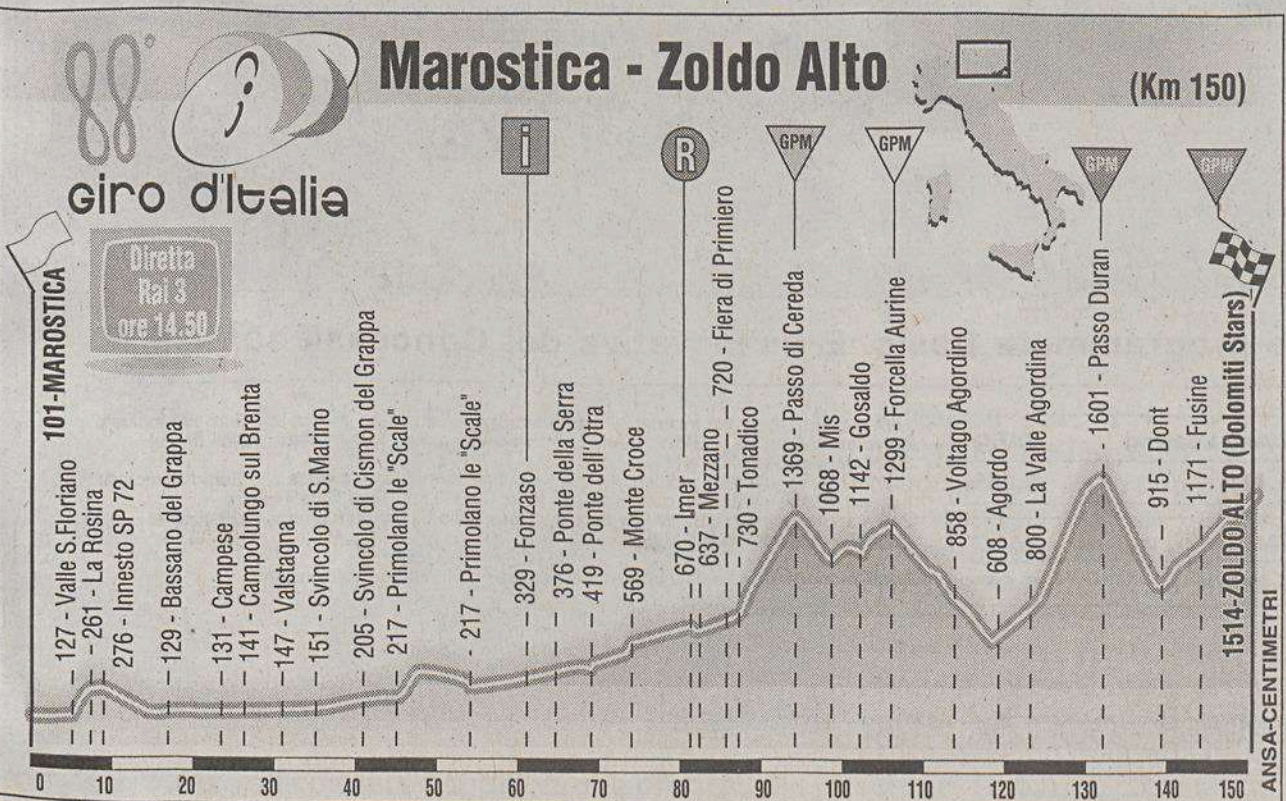 Marostica - Zoldo Alto
(Km 150)
88°
giro d'Italia
Diretta
Rai 3
ore 14.50
i
R
GPM
GPM
GPM
GPM
101-MAROSTICA
127 - Valle S.Floriano
261 - La Rosina
276 - Innesto SP 72
129 - Bassano del Grappa
131 - Campese
141 - Campolungo sul Brenta
147 - Valstagna
151 - Svincolo di S.Marino
205 - Svincolo di Cismon del Grappa
217 - Primolano le "Scale"
217 - Primolano le "Scale"
329 - Fonzaso
376 - Ponte della Serra
419 - Ponte dell'Otra
569 - Monte Croce
670 - Imer
637 - Mezzano
720 - Fiera di Primiero
730 - Tonadico
1369 - Passo di Cereda
1068 - Mis
1142 - Gosaldo
1299 - Forcella Aurine
858 - Voltago Agordino
608 - Agordo
800 - La Valle Agordina
1601 - Passo Duran
915 - Dont
1171 - Fusine
1514-ZOLDO ALTO (Dolomiti Stars)
0 10 20 30 40 50 60 70 80 90 100 110 120 130 140 150
ANSA-CENTIMETRI